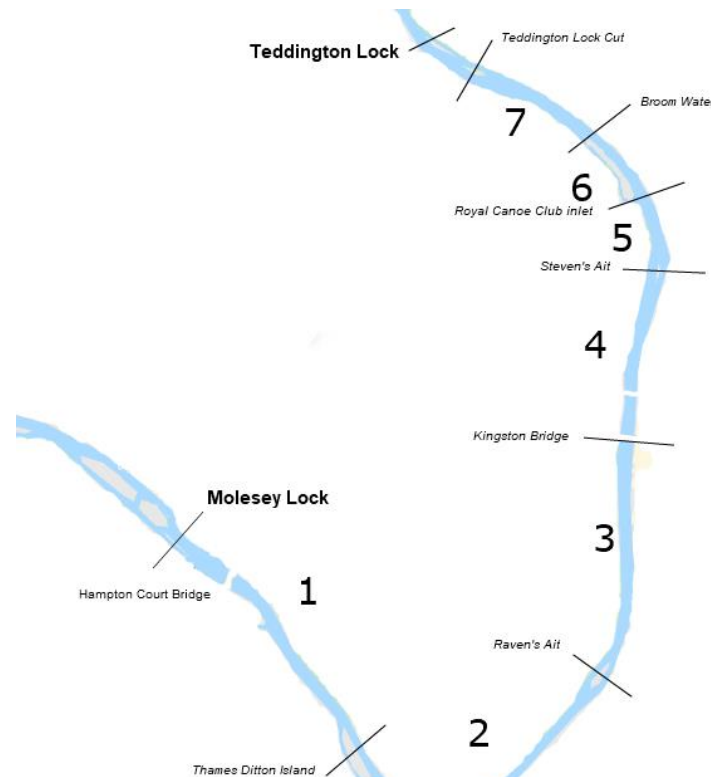 Teddington Lock
Teddington Lock Cut
7
Broom Wate
6
Royal Canoe Club inlet
5
Steven's Ait
4
Kingston Bridge
Molesey Lock
3
Hampton Court Bridge
1
Raven's Ait
2
Thames Ditton Island